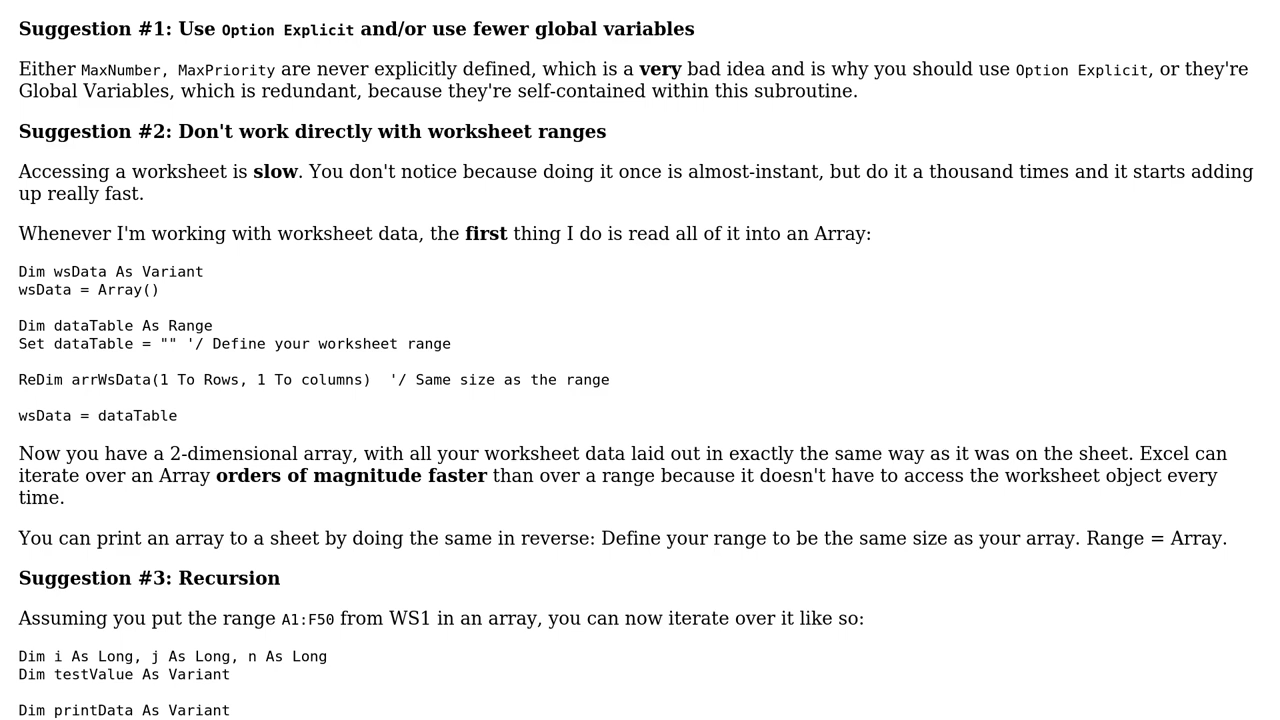 Suggestion #1: Use Option Explicit and/or use fewer global variables
Either MaxNumber, MaxPriority are never explicitly defined, which is a very bad idea and is why you should use Option Explicit, or they're
Global Variables, which is redundant, because they're self-contained within this subroutine.
Suggestion #2: Don't work directly with worksheet ranges
Accessing a worksheet is slow. You don't notice because doing it once is almost-instant, but do it a thousand times and it starts adding
up really fast.
Whenever I'm working with worksheet data, the first thing I do is read all of it into an Array:
Dim wsData As Variant
wsData = Array()
Dim dataTable As Range
Set dataTable = "" '/ Define your worksheet range
ReDim arrWsData(1 To Rows, 1 To columns)  '/ Same size as the range
wsData = dataTable
Now you have a 2-dimensional array, with all your worksheet data laid out in exactly the same way as it was on the sheet. Excel can
iterate over an Array orders of magnitude faster than over a range because it doesn't have to access the worksheet object every
time.
You can print an array to a sheet by doing the same in reverse: Define your range to be the same size as your array. Range = Array.
Suggestion #3: Recursion
Assuming you put the range A1:F50 from WS1 in an array, you can now iterate over it like so:
Dim i As Long, j As Long, n As Long
Dim testValue As Variant
Dim printData As Variant